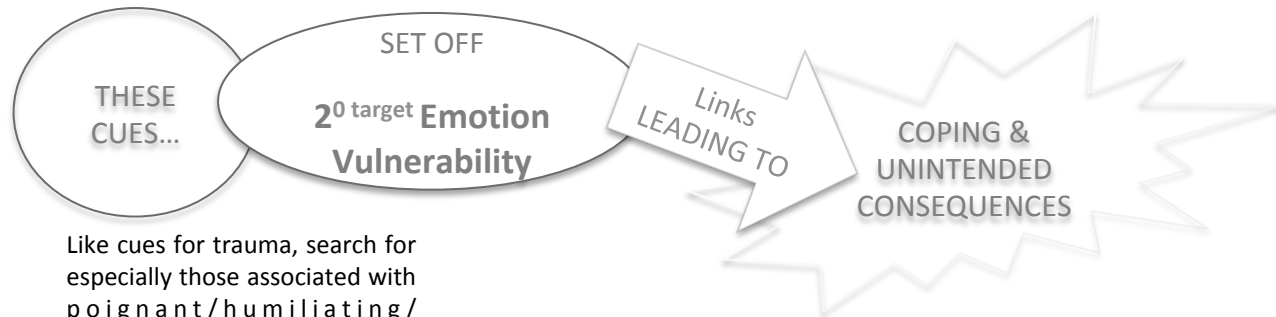 THESE
CUES…
SET OFF
2⁰ target Emotion
Vulnerability
Links
LEADING TO
COPING &
UNINTENDED
CONSEQUENCES
Like cues for trauma, search for
especially those associated with
poignant/humiliating/